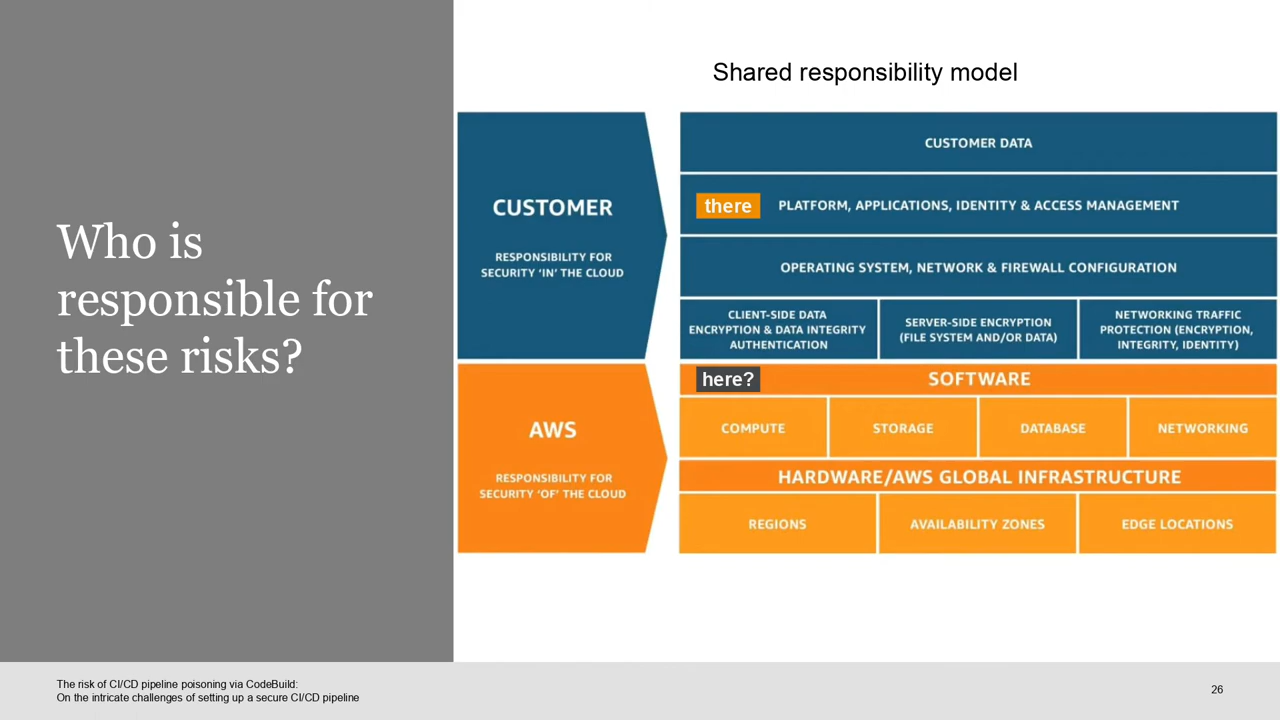 Shared responsibility model
Who is
responsible for
these risks?
CUSTOMER
RESPONSIBILITY FOR
SECURITY ‘IN’ THE CLOUD
CUSTOMER DATA
there
PLATFORM, APPLICATIONS, IDENTITY & ACCESS MANAGEMENT
OPERATING SYSTEM, NETWORK & FIREWALL CONFIGURATION
CLIENT-SIDE DATA
ENCRYPTION & DATA INTEGRITY
AUTHENTICATION
SERVER-SIDE ENCRYPTION
(FILE SYSTEM AND/OR DATA)
NETWORKING TRAFFIC
PROTECTION (ENCRYPTION,
INTEGRITY, IDENTITY)
AWS
RESPONSIBILITY FOR
SECURITY ‘OF’ THE CLOUD
here?
SOFTWARE
COMPUTE
STORAGE
DATABASE
NETWORKING
HARDWARE/AWS GLOBAL INFRASTRUCTURE
REGIONS
AVAILABILITY ZONES
EDGE LOCATIONS
The risk of CI/CD pipeline poisoning via CodeBuild:
On the intricate challenges of setting up a secure CI/CD pipeline
26